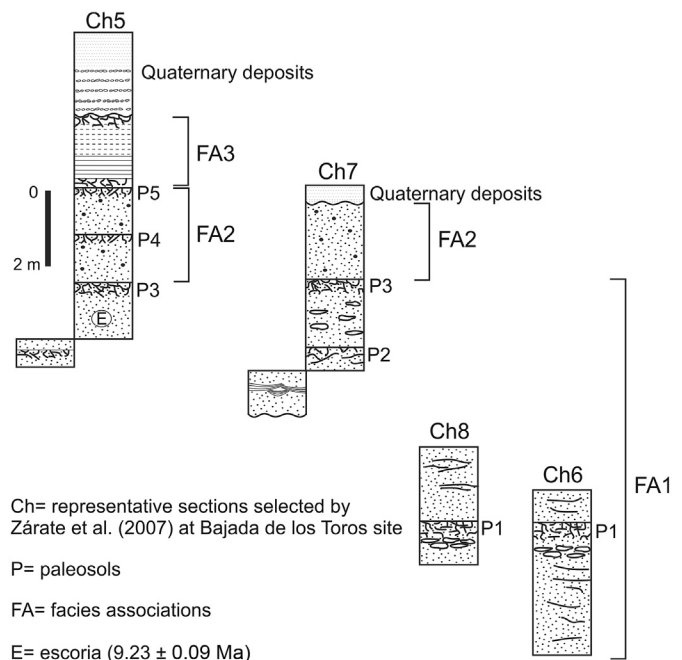 Ch5
Quaternary deposits
FA3
Ch7
0
P5
Quaternary deposits
FA2
FA2
P4
2 m
P3
P3
E
P2
Ch8
Ch6
FA1
Ch= representative sections selected by
Zárate et al. (2007) at Bajada de los Toros site
P1
P1
P= paleosols
FA= facies associations
E= escoria (9.23 ± 0.09 Ma)